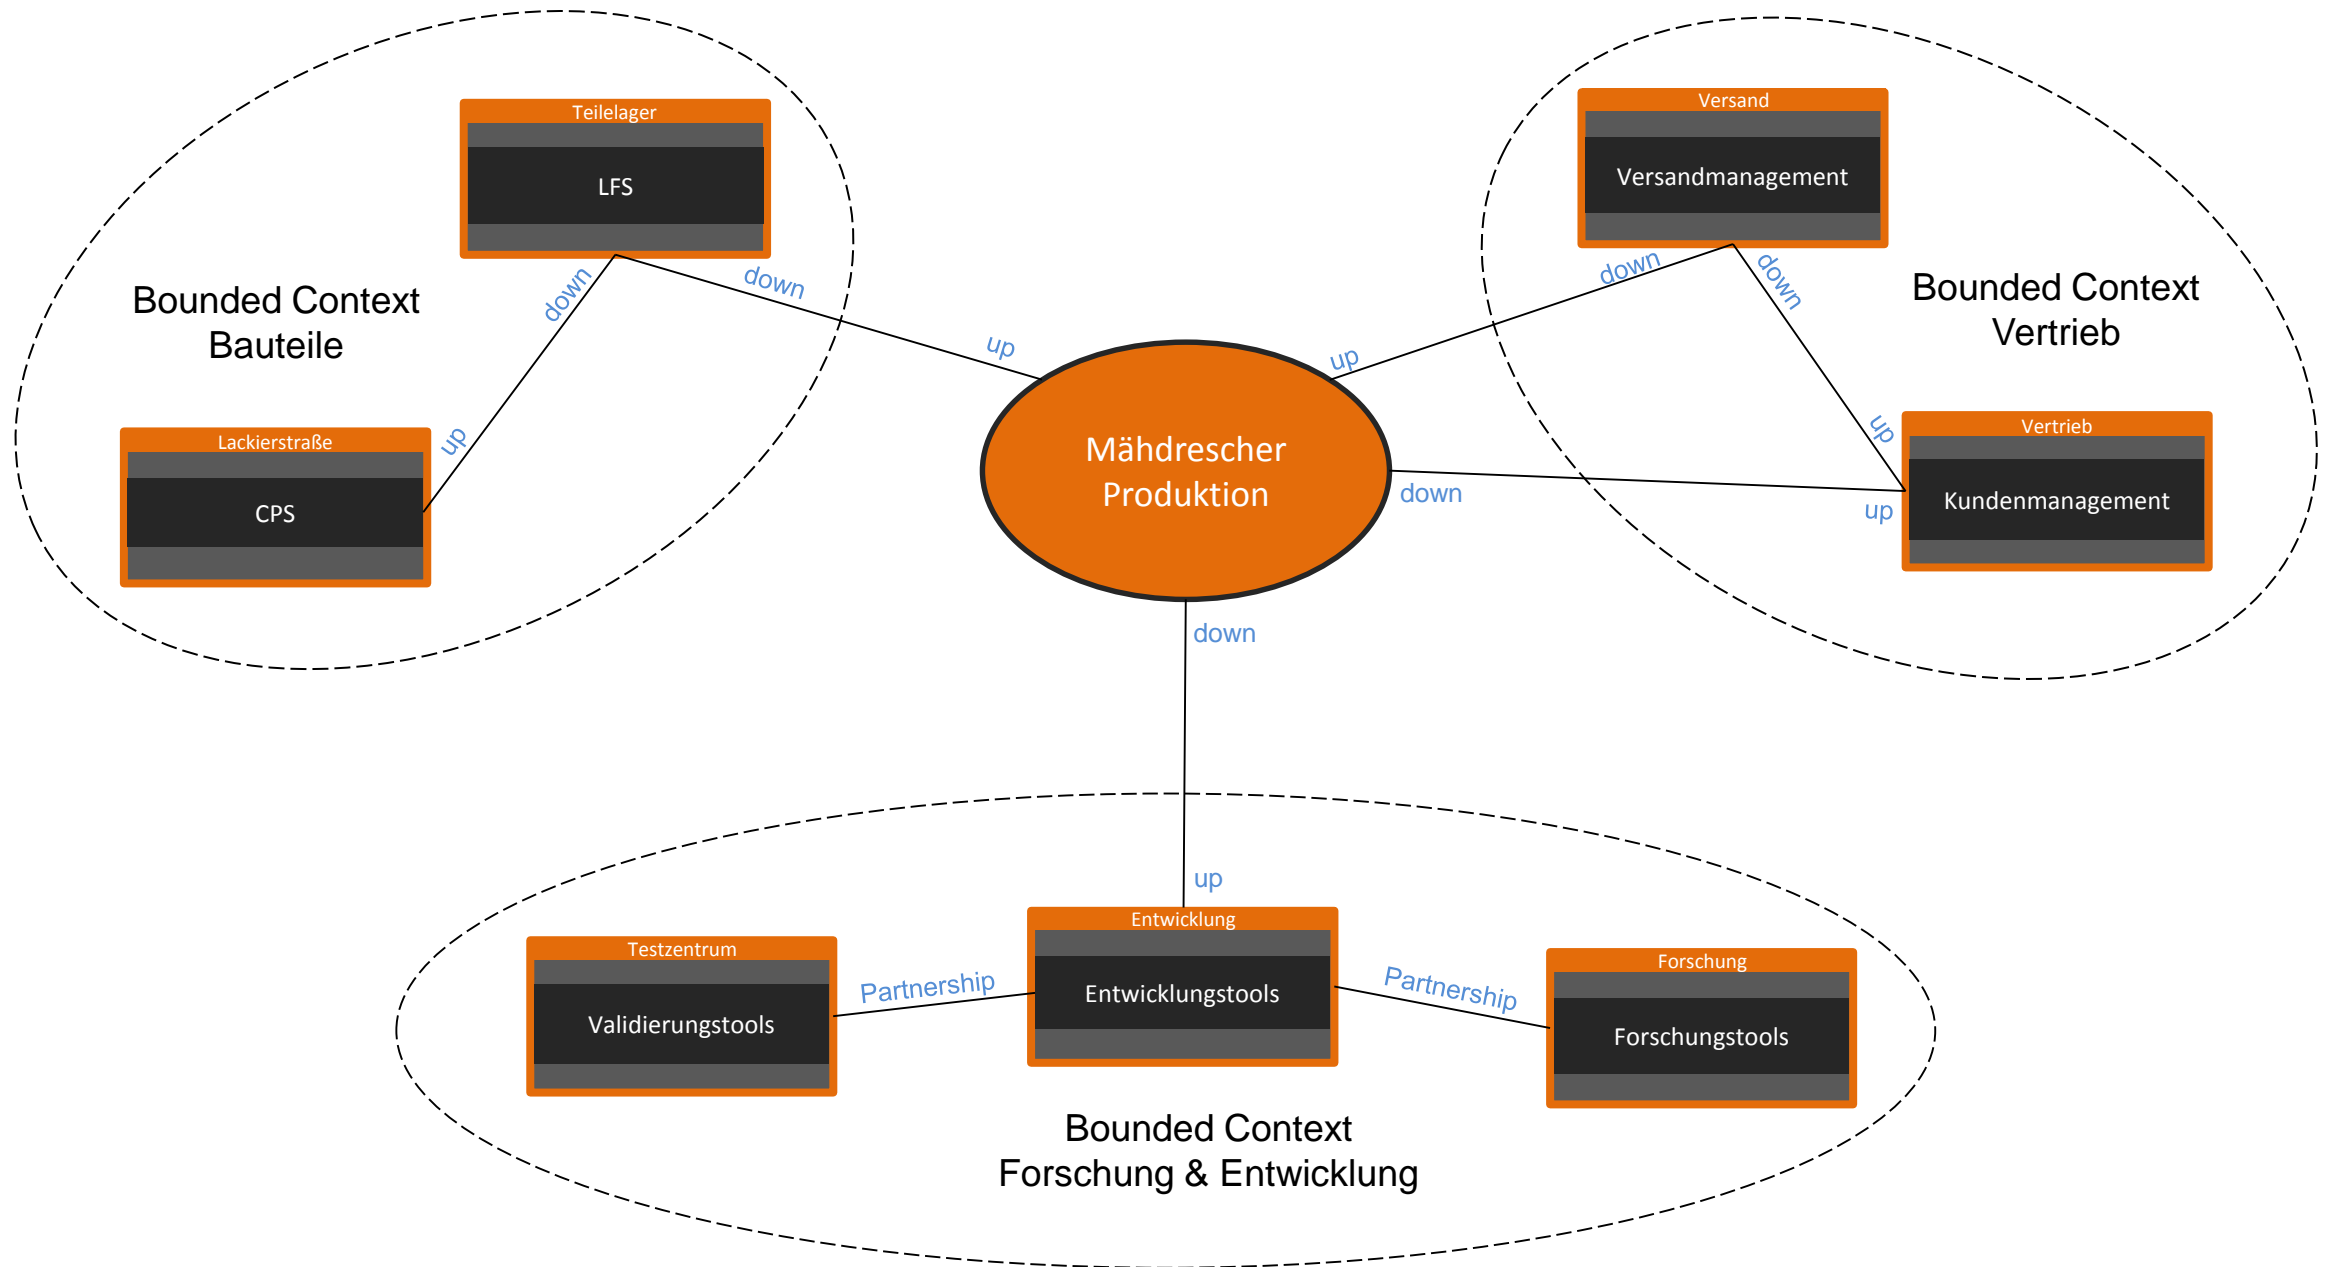 Teilelager
LFS
down
down
Bounded Context
Bauteile
up
up
Lackierstraße
CPS
Versand
Versandmanagement
down
down
Bounded Context
Vertrieb
up
up
Vertrieb
Kundenmanagement
down
up
Mähdrescher
Produktion
down
up
Entwicklung
Entwicklungstools
Testzentrum
Validierungstools
Partnership
Partnership
Forschung
Forschungstools
Bounded Context
Forschung & Entwicklung